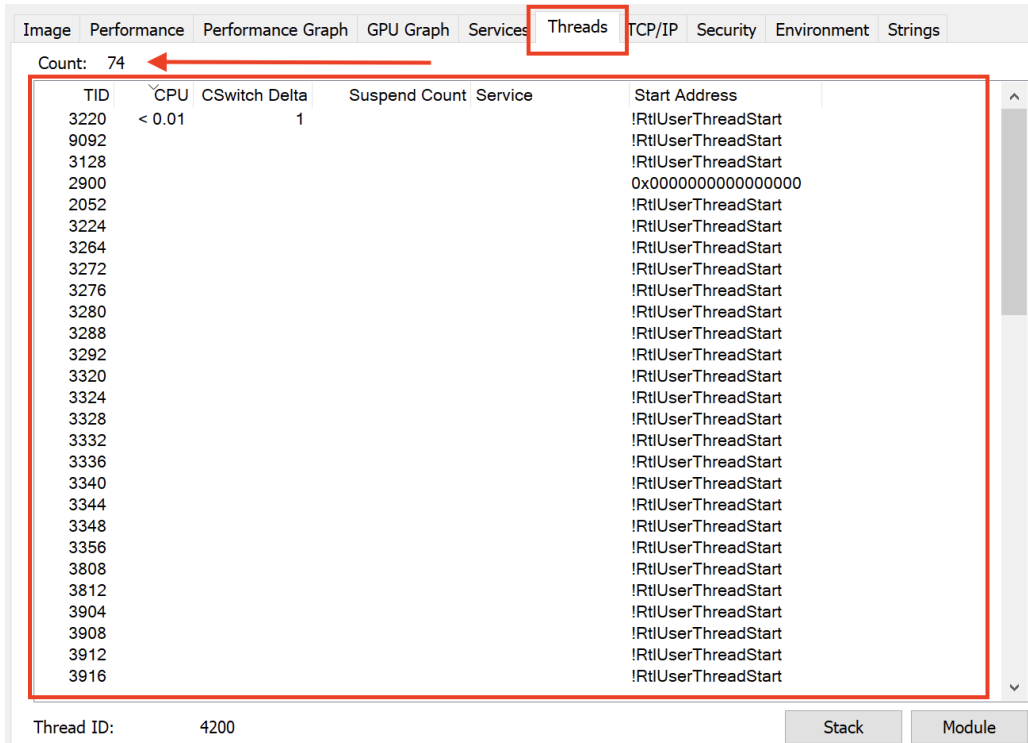 Image Performance Performance Graph GPU Graph Services Threads TCP/IP Security Environment Strings
Count: 74
TID CPU CSwitch Delta Suspend Count Service Start Address
3220 < 0.01 1 !RtlUserThreadStart
9092 !RtlUserThreadStart
3128 !RtlUserThreadStart
2900 0x0000000000000000
2052 !RtlUserThreadStart
3224 !RtlUserThreadStart
3264 !RtlUserThreadStart
3272 !RtlUserThreadStart
3276 !RtlUserThreadStart
3280 !RtlUserThreadStart
3288 !RtlUserThreadStart
3292 !RtlUserThreadStart
3320 !RtlUserThreadStart
3324 !RtlUserThreadStart
3328 !RtlUserThreadStart
3332 !RtlUserThreadStart
3336 !RtlUserThreadStart
3340 !RtlUserThreadStart
3344 !RtlUserThreadStart
3348 !RtlUserThreadStart
3356 !RtlUserThreadStart
3808 !RtlUserThreadStart
3812 !RtlUserThreadStart
3904 !RtlUserThreadStart
3908 !RtlUserThreadStart
3912 !RtlUserThreadStart
3916 !RtlUserThreadStart
Thread ID: 4200 Stack Module